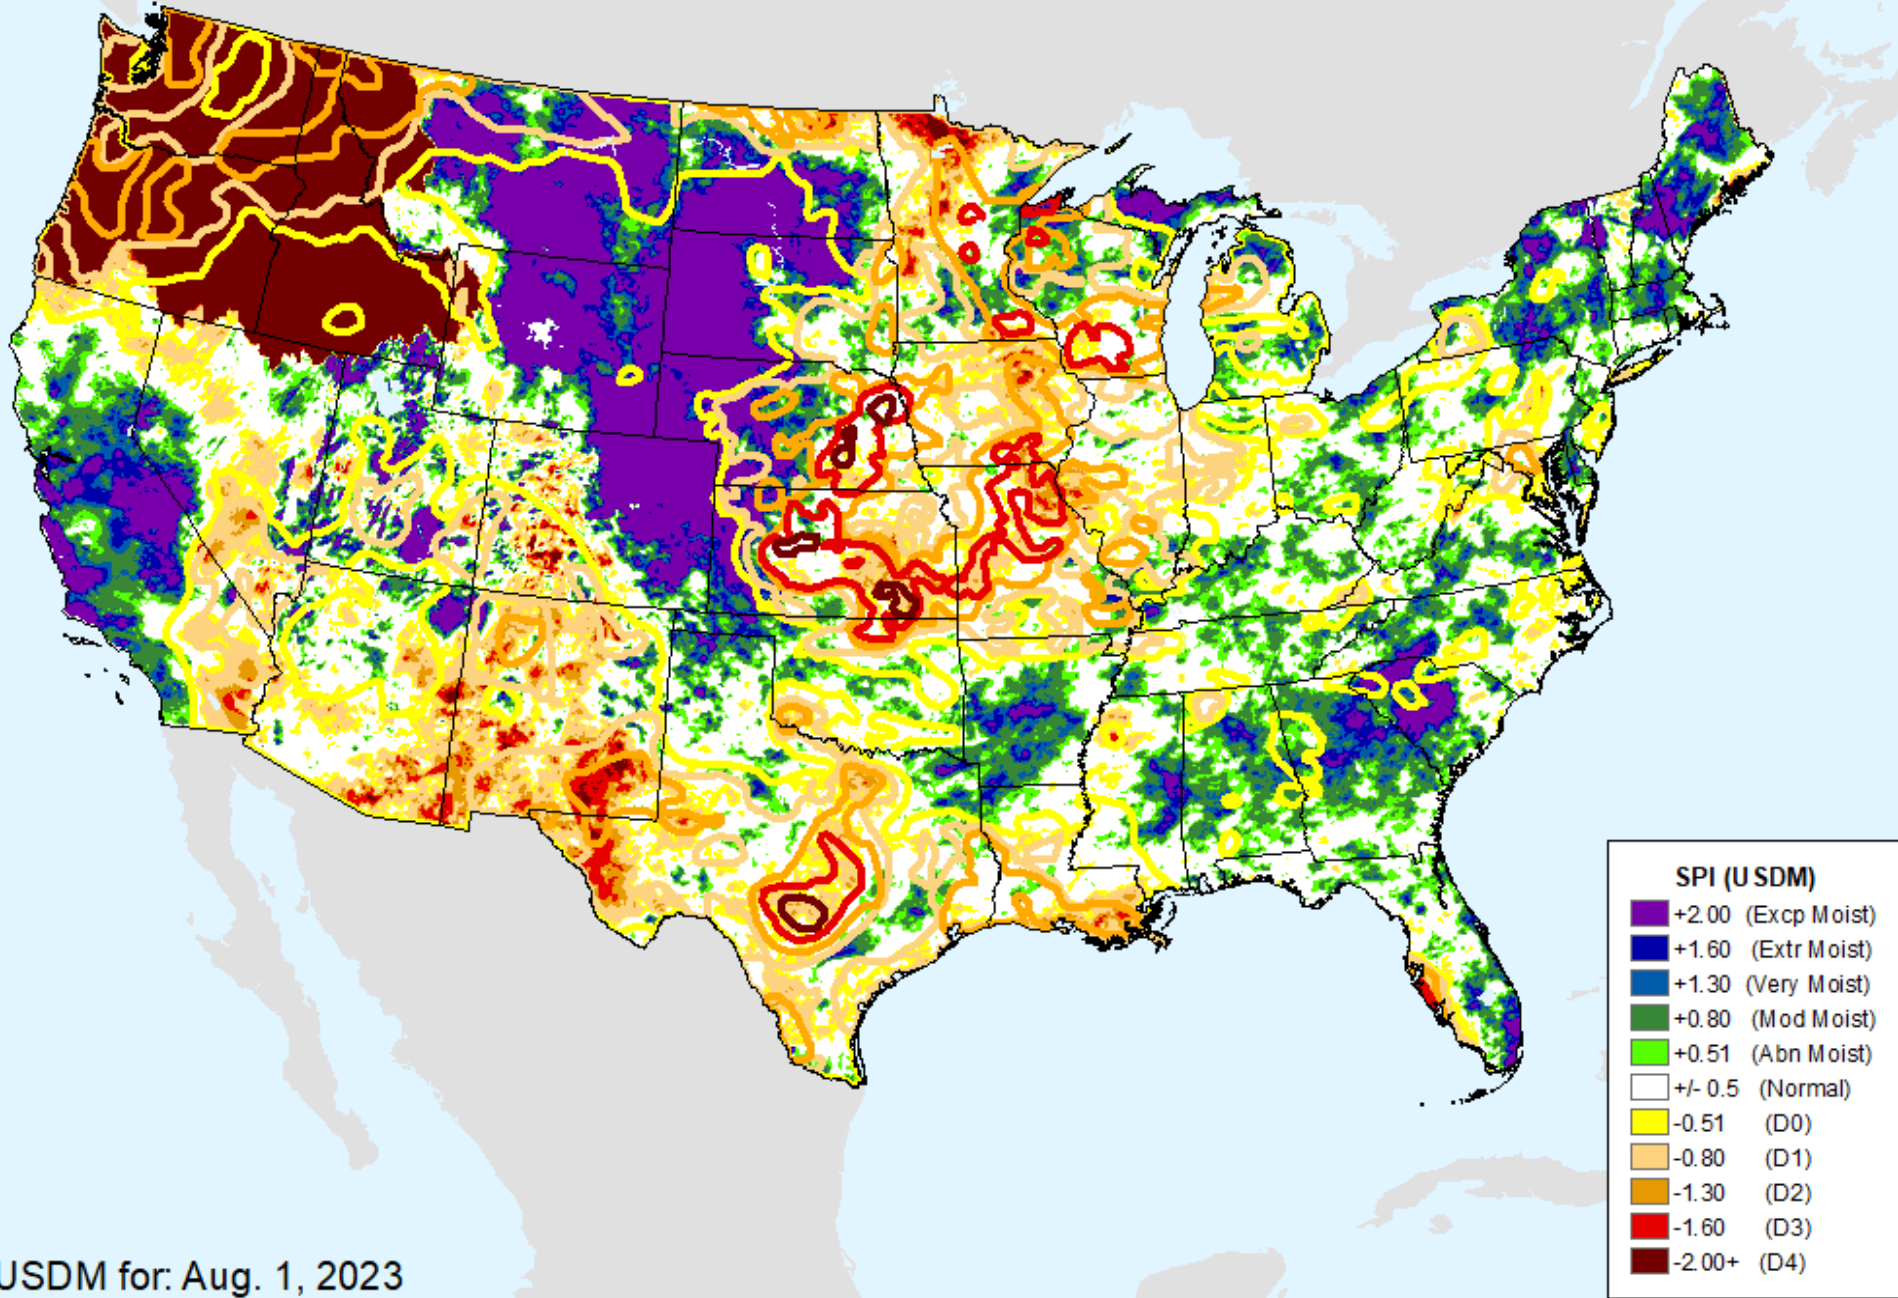 SPI (USDM)
+2.00 (Excp Moist)
+1.60 (Extr Moist)
+1.30 (Very Moist)
+0.80 (Mod Moist)
+0.51 (Abn Moist)
+/- 0.5 (Normal)
-0.51 (D0)
-0.80 (D1)
-1.30 (D2)
-1.60 (D3)
-2.00+ (D4)
USDM for: Aug. 1, 2023